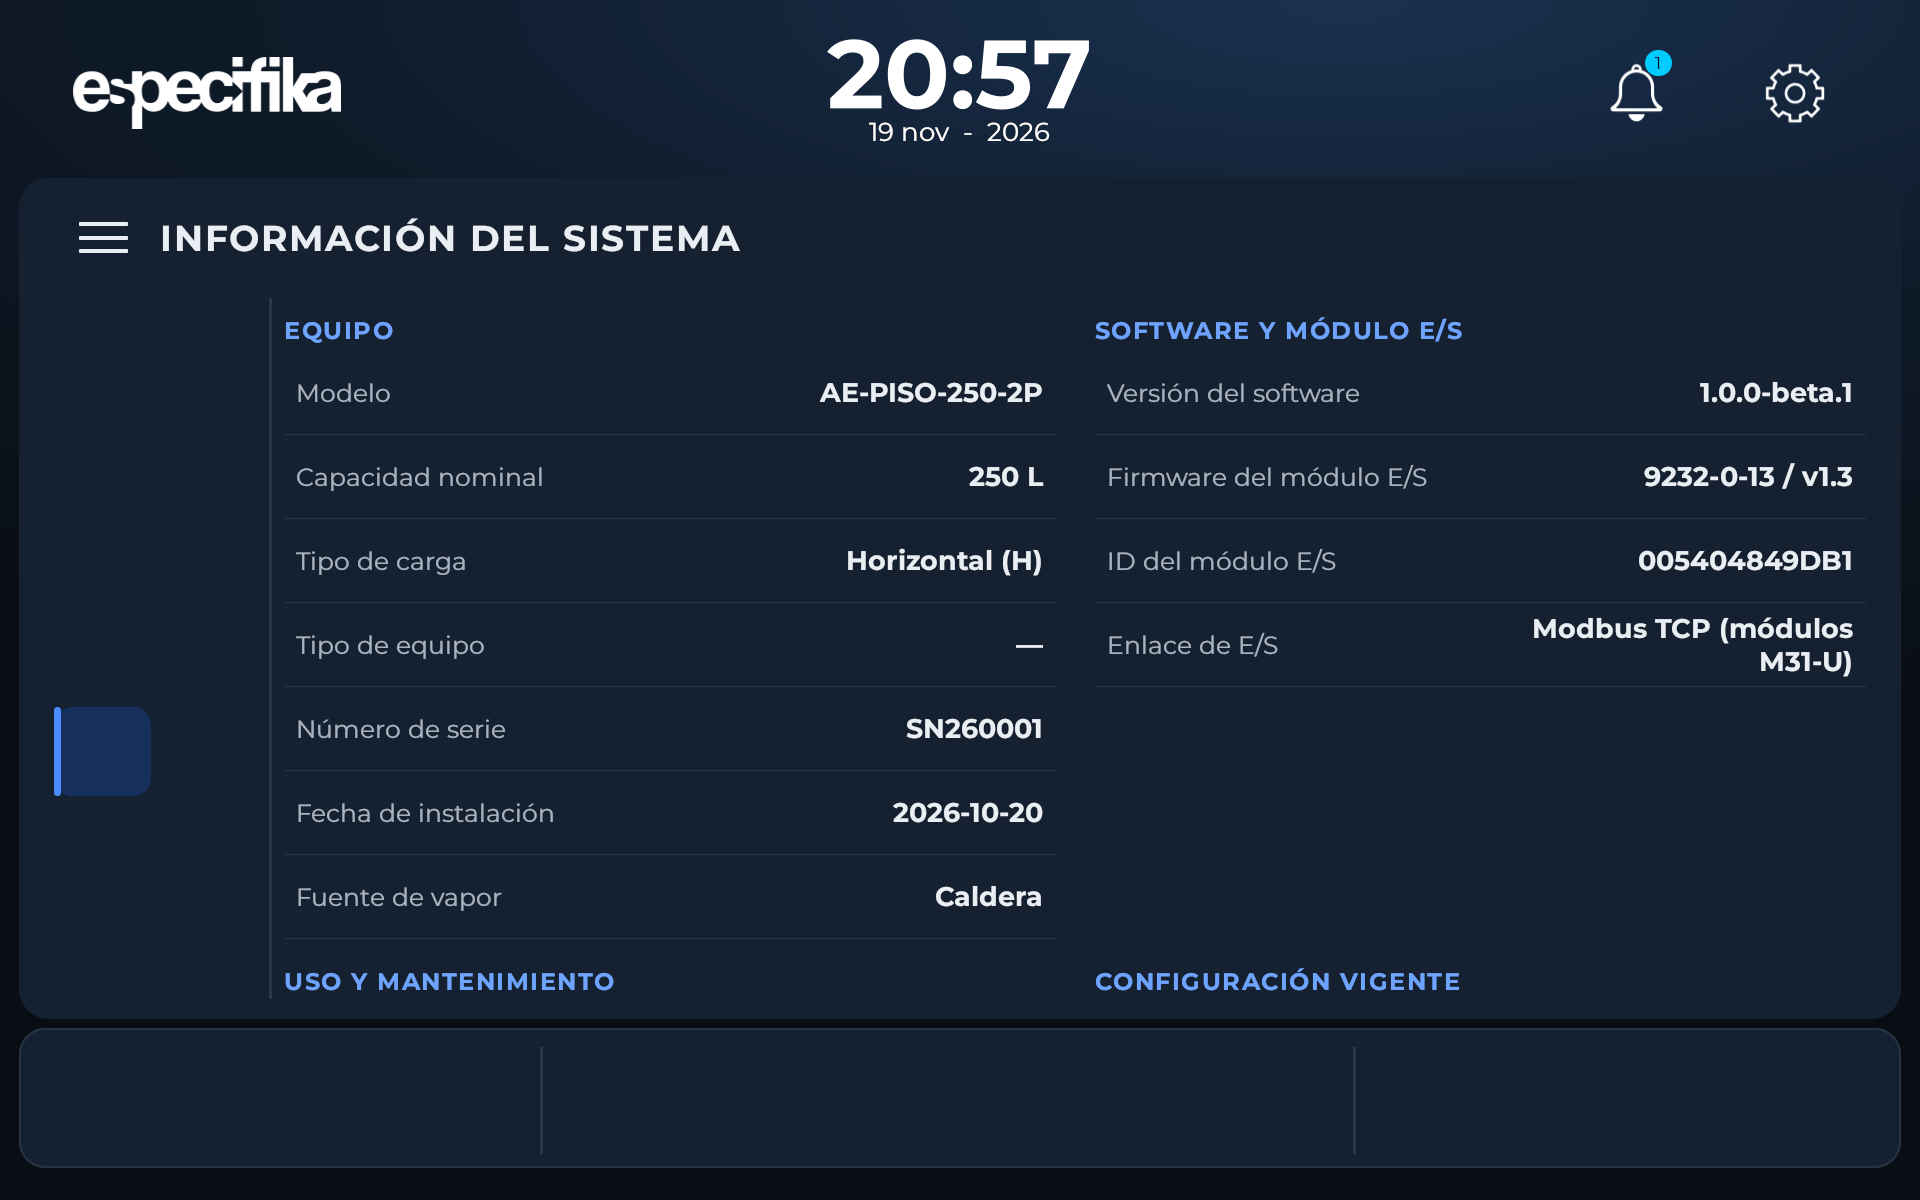 especifika
20:57
19 nov - 2026
1
INFORMACIÓN DEL SISTEMA
EQUIPO
Modelo AE-PISO-250-2P
Capacidad nominal 250 L
Tipo de carga Horizontal (H)
Tipo de equipo —
Número de serie SN260001
Fecha de instalación 2026-10-20
Fuente de vapor Caldera
USO Y MANTENIMIENTO
SOFTWARE Y MÓDULO E/S
Versión del software 1.0.0-beta.1
Firmware del módulo E/S 9232-0-13 / v1.3
ID del módulo E/S 005404849DB1
Enlace de E/S Modbus TCP (módulos
M31-U)
CONFIGURACIÓN VIGENTE